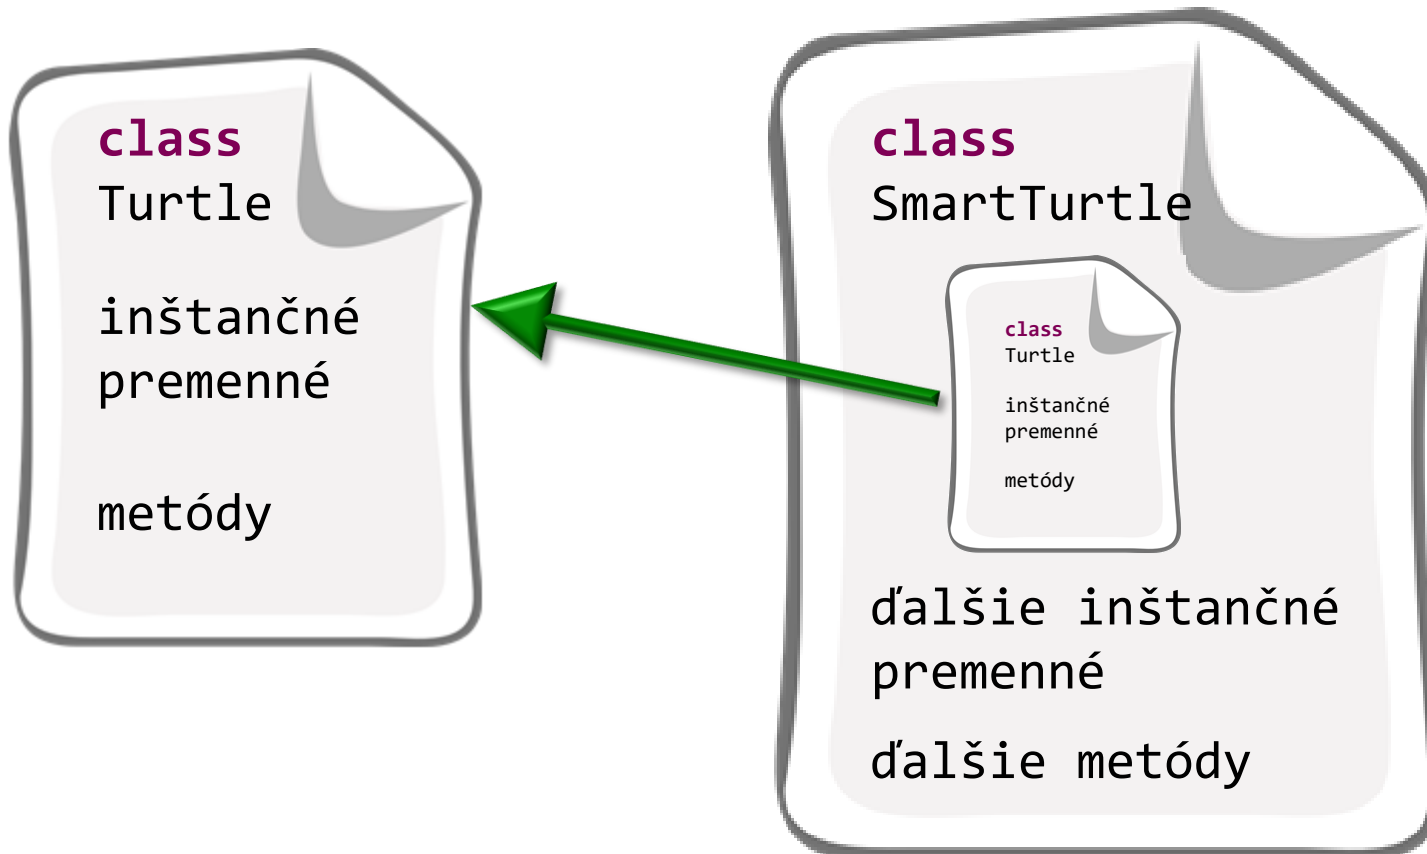 class
Turtle
inštančné
premenné
metódy
class
SmartTurtle
class
Turtle
inštančné
premenné
metódy
ďalšie inštančné
premenné
ďalšie metódy